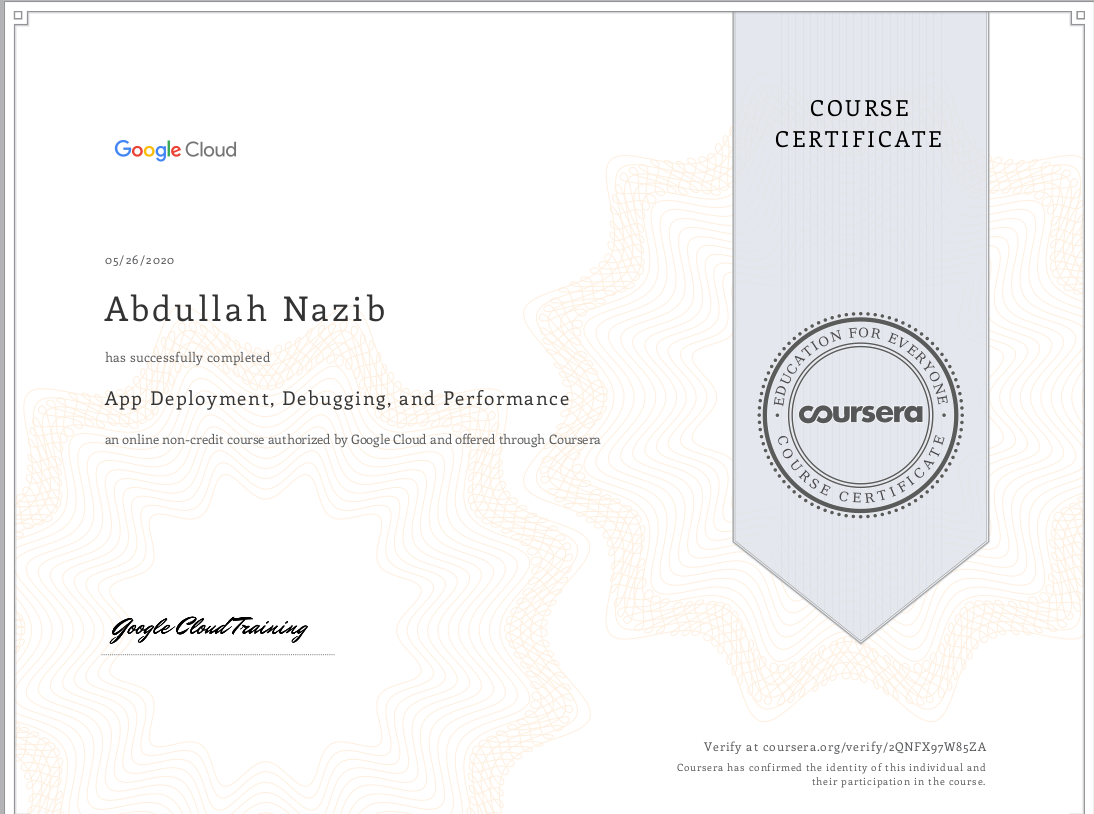 COURSE
CERTIFICATE
Google Cloud
05/26/2020
Abdullah Nazib
has successfully completed
App Deployment, Debugging, and Performance
an online non-credit course authorized by Google Cloud and offered through Coursera
EDUCATION FOR EVERYONE
coursera
COURSE CERTIFICATE
Google Cloud Training
Verify at coursera.org/verify/2QNFX97W85ZA
Coursera has confirmed the identity of this individual and
their participation in the course.